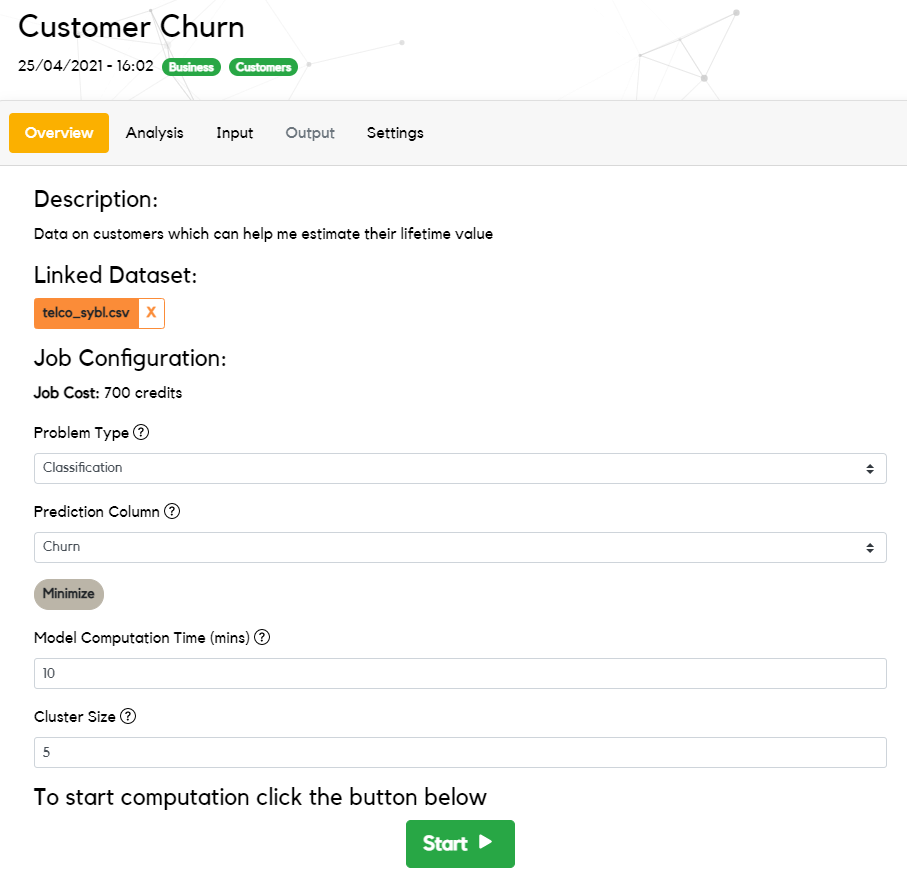 Customer Churn
25/04/2021 - 16:02 Business Customers
Overview Analysis Input Output Settings
Description:
Data on customers which can help me estimate their lifetime value
Linked Dataset:
telco_sybl.csv X
Job Configuration:
Job Cost: 700 credits
Problem Type ?
Classification
Prediction Column ?
Churn
Minimize
Model Computation Time (mins) ?
10
Cluster Size ?
5
To start computation click the button below
Start